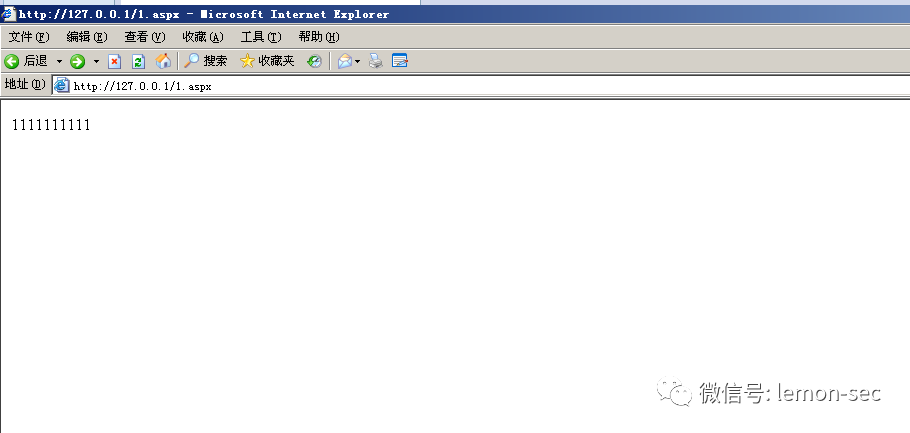 http://127.0.0.1/1.aspx - Microsoft Internet Explorer
文件(F) 编辑(E) 查看(V) 收藏(A) 工具(T) 帮助(H)
后退 搜索 收藏夹
地址(D) http://127.0.0.1/1.aspx
1111111111
微信号: lemon-sec